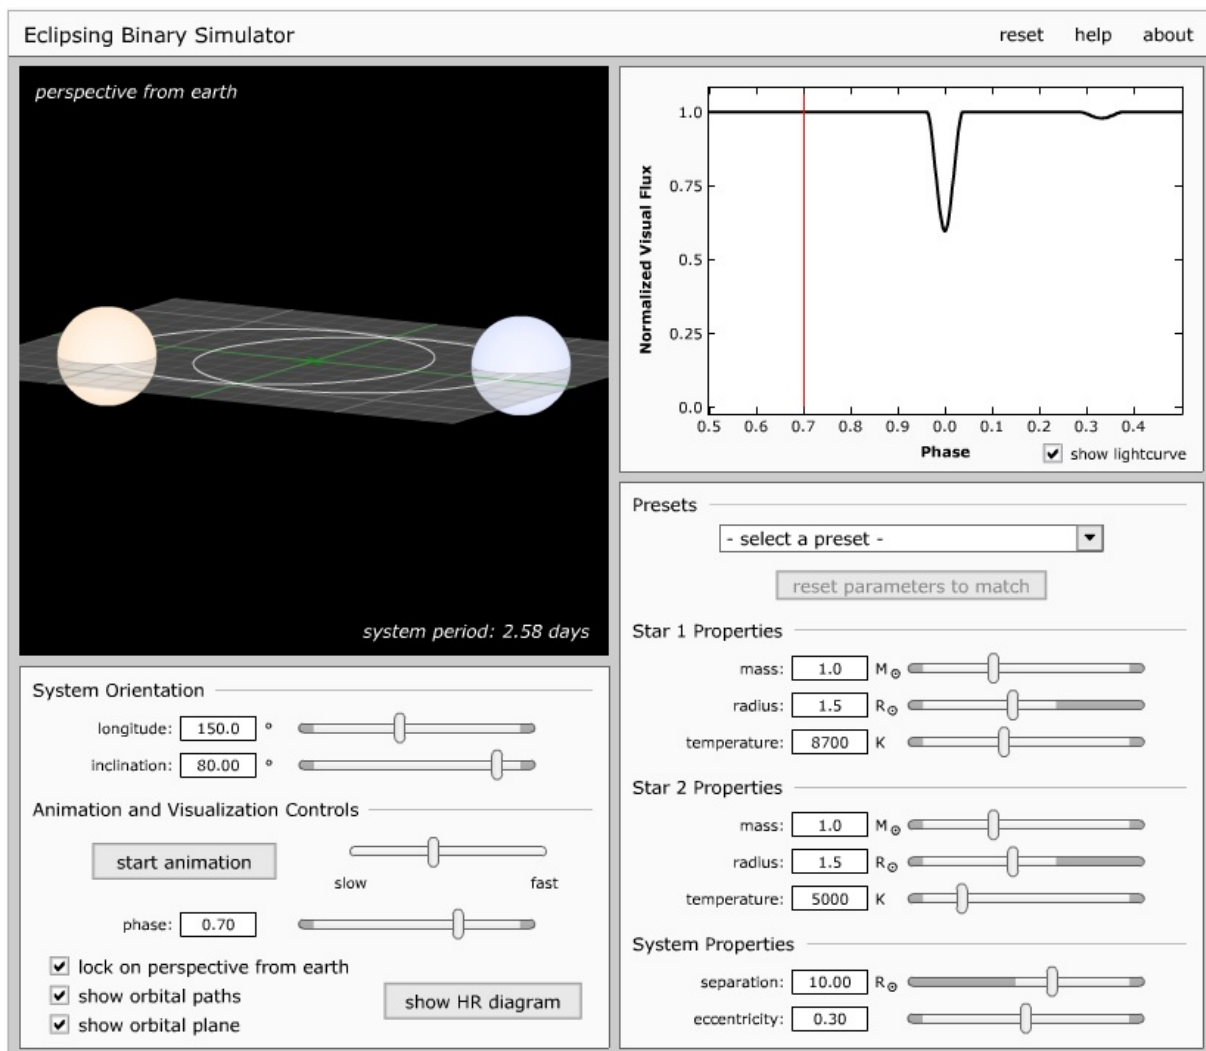 Eclipsing Binary Simulator
reset help about
perspective from earth
system period: 2.58 days
Normalized Visual Flux
1.0
0.75
0.5
0.25
0.0
0.5 0.6 0.7 0.8 0.9 0.0 0.1 0.2 0.3 0.4
Phase
show lightcurve
System Orientation
longitude: 150.0 °
inclination: 80.00 °
Animation and Visualization Controls
start animation
slow fast
phase: 0.70
lock on perspective from earth
show orbital paths
show orbital plane
show HR diagram
Presets
- select a preset -
reset parameters to match
Star 1 Properties
mass: 1.0 M⊙
radius: 1.5 R⊙
temperature: 8700 K
Star 2 Properties
mass: 1.0 M⊙
radius: 1.5 R⊙
temperature: 5000 K
System Properties
separation: 10.00 R⊙
eccentricity: 0.30